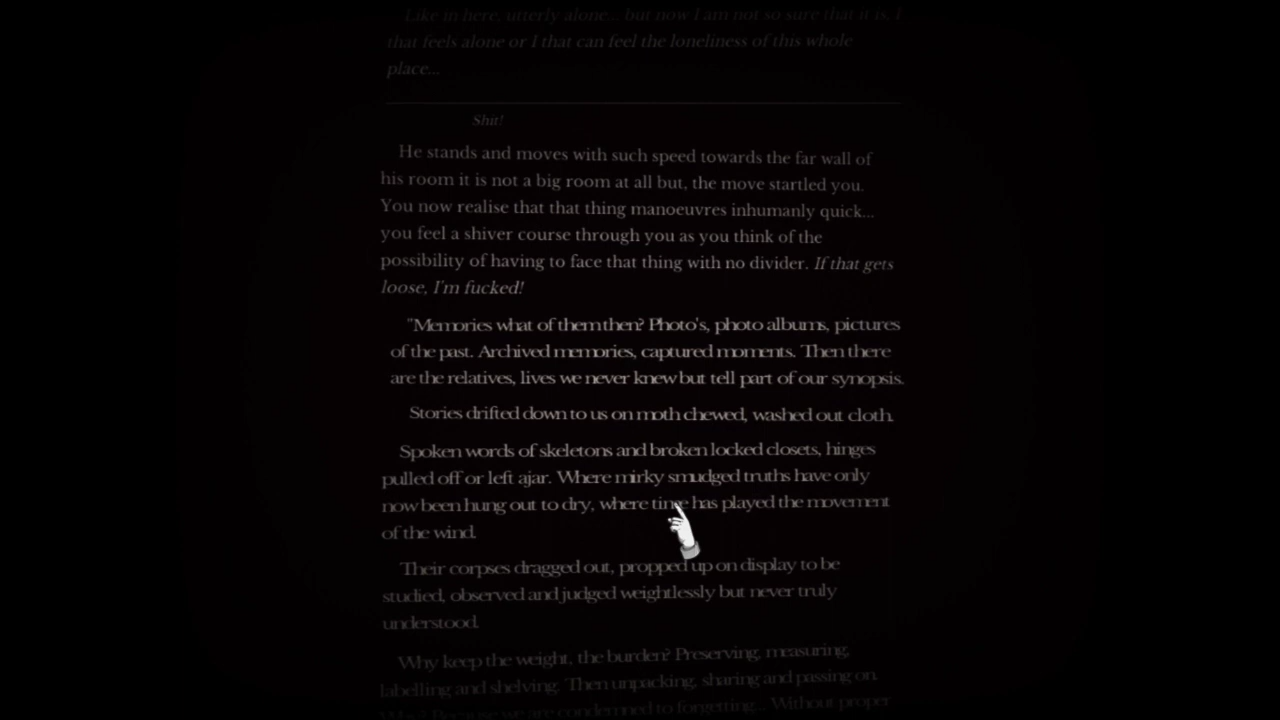 Like in here, utterly alone... but now I am not so sure that it is, I
that feels alone or I that can feel the loneliness of this whole
place...
Shit!
He stands and moves with such speed towards the far wall of
his room it is not a big room at all but, the move startled you.
You now realise that that thing manoeuvres inhumanly quick...
you feel a shiver course through you as you think of the
possibility of having to face that thing with no divider. If that gets
loose, I'm fucked!
"Memories what of them then? Photo's, photo albums, pictures
of the past. Archived memories, captured moments. Then there
are the relatives, lives we never knew but tell part of our synopsis.
Stories drifted down to us on moth chewed, washed out cloth.
Spoken words of skeletons and broken locked closets, hinges
pulled off or left ajar. Where mirky smudged truths have only
now been hung out to dry, where time has played the movement
of the wind.
Their corpses dragged out, propped up on display to be
studied, observed and judged weightlessly but never truly
understood.
Why keep the weight, the burden? Preserving, measuring,
labelling and shelving. Then unpacking, sharing and passing on.
Why? Because we are condemned to forgetting... Without proper